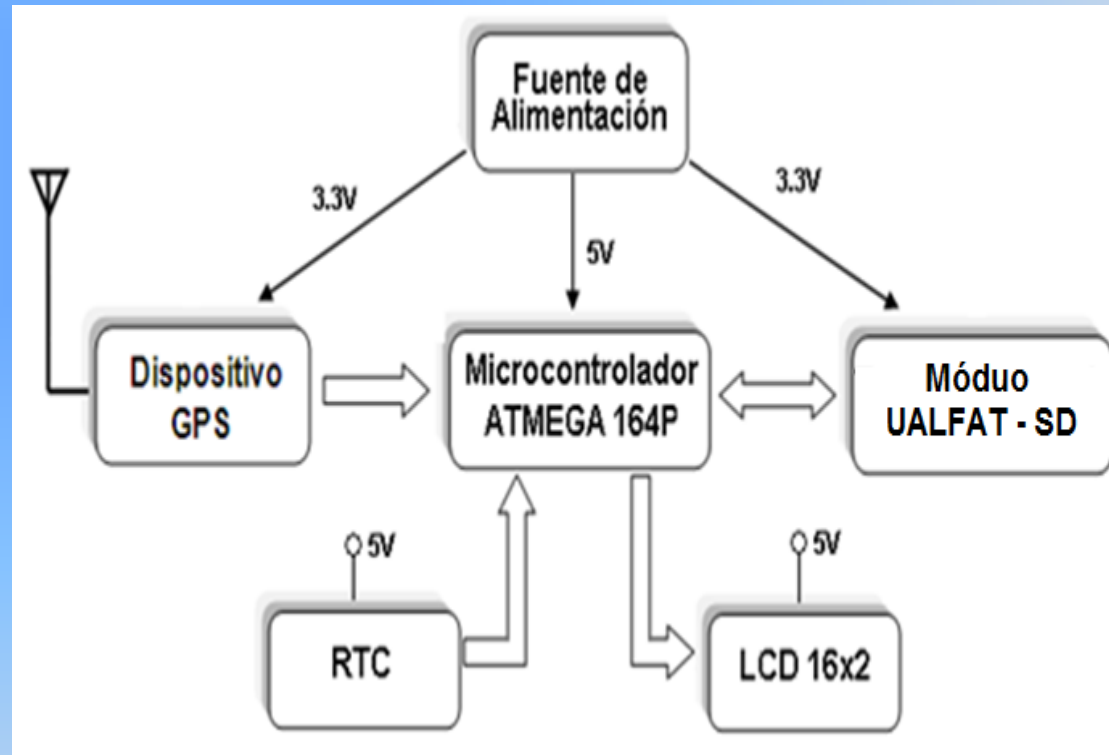 Fuente de
Alimentación
3.3V
5V
3.3V
Dispositivo
GPS
Microcontrolador
ATMEGA 164P
Móduo
UALFAT - SD
5V
RTC
5V
LCD 16x2